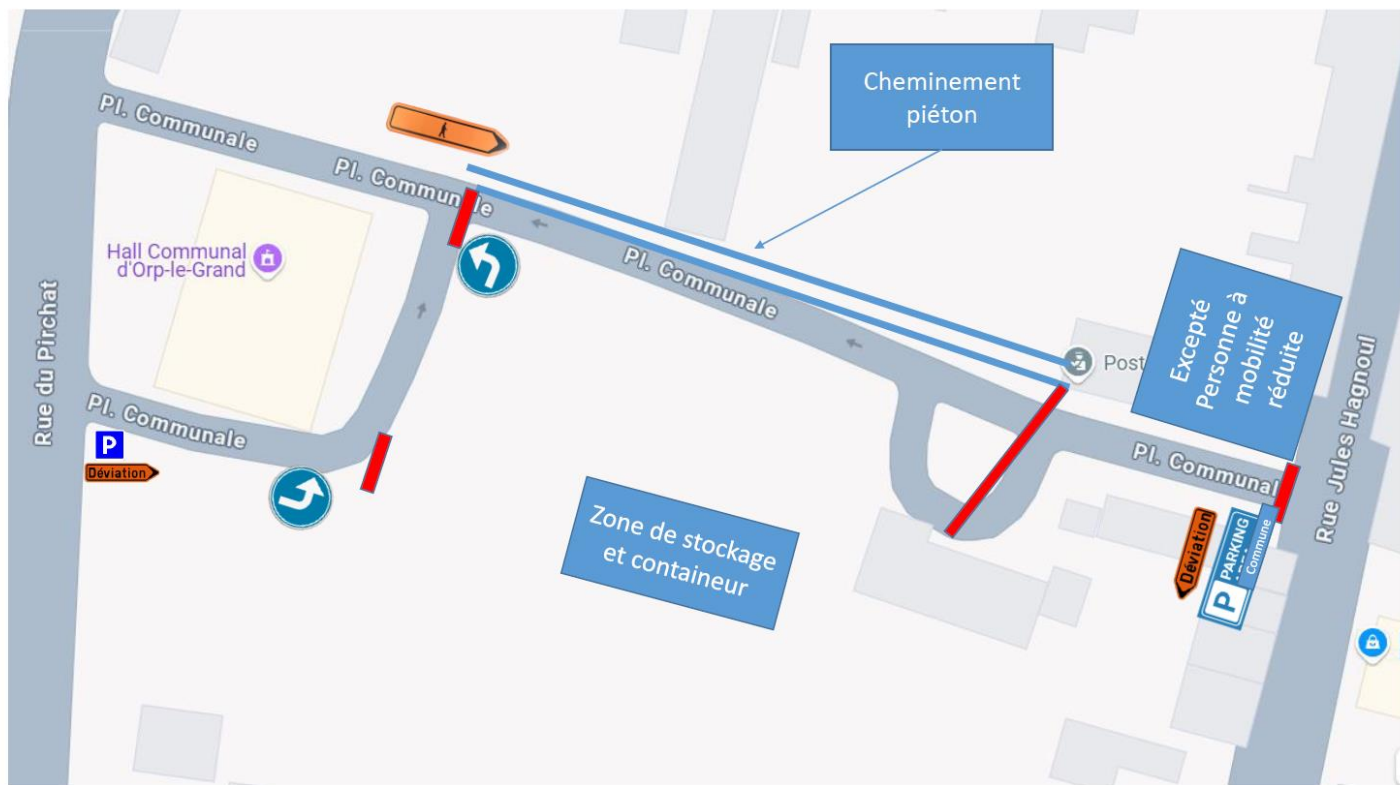 Cheminement
piéton
Pl. Communale
Pl. Communale
Hall Communal
d'Orp-le-Grand
Pl. Communale
Post
Excepté
Personne à
mobilité
réduite
Rue du Pirchat
Rue Jules Hagnoul
Pl. Communale
P
Déviation
Pl. Communal
Zone de stockage
et containeur
Déviation
P PARKING
Commune